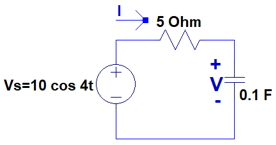 I
5 Ohm
+
Vs=10 cos 4t
+
V
0.1 F
−
-